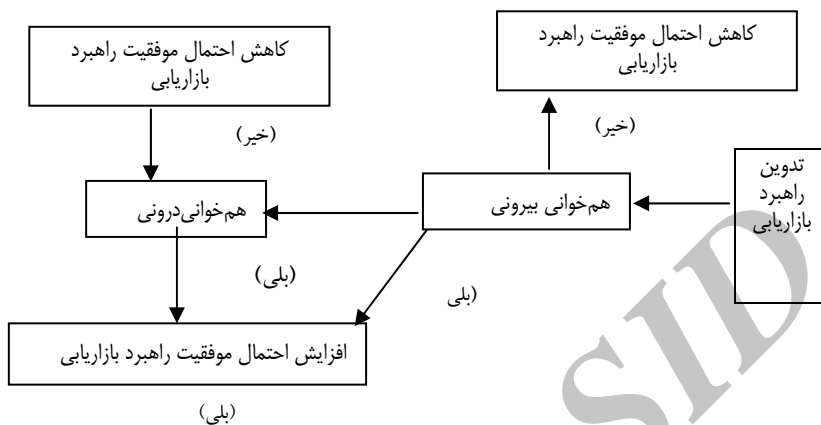 کاهش احتمال موفقیت راهبرد
بازاریابی
کاهش احتمال موفقیت راهبرد
بازاریابی
(خیر)
(خیر)
تدوین
راهبرد
بازاریابی
هم‌خوانی بیرونی
هم‌خوانی‌درونی
(بلی)
(بلی
افزایش احتمال موفقیت راهبرد بازاریابی
(بلی)
SID